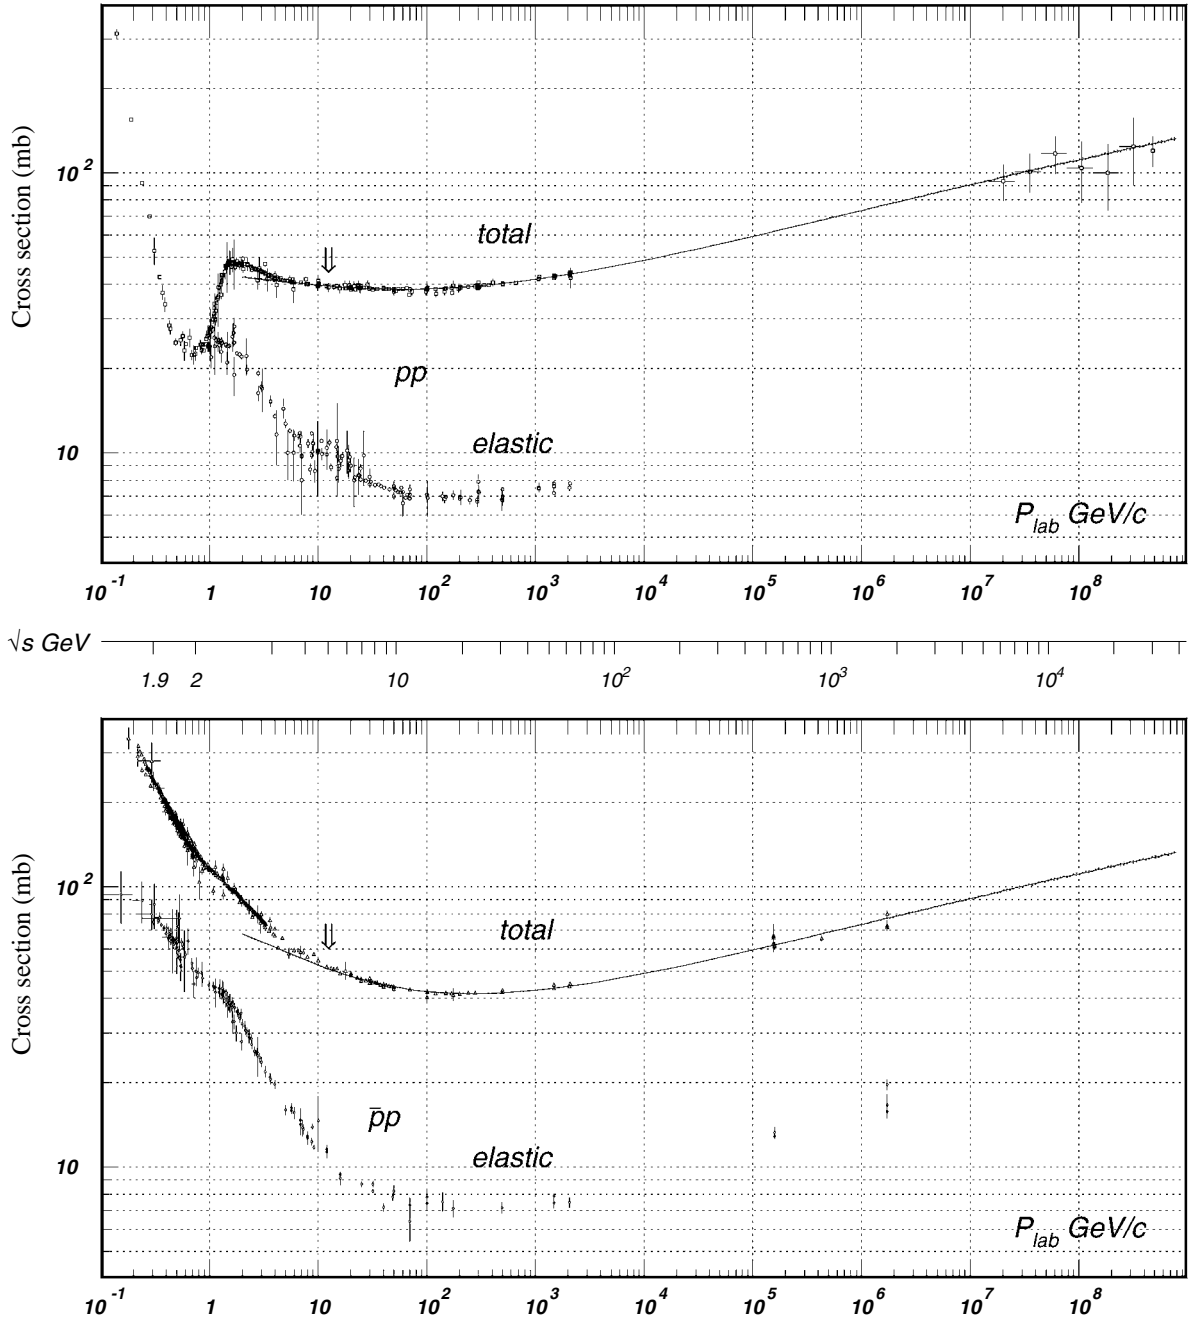 Cross section (mb)
10²
10
total
⇓
pp
elastic
P_lab GeV/c
10⁻¹ 1 10 10² 10³ 10⁴ 10⁵ 10⁶ 10⁷ 10⁸
√s GeV
1.9 2 10 10² 10³ 10⁴
Cross section (mb)
10²
10
total
⇓
p̅p
elastic
P_lab GeV/c
10⁻¹ 1 10 10² 10³ 10⁴ 10⁵ 10⁶ 10⁷ 10⁸